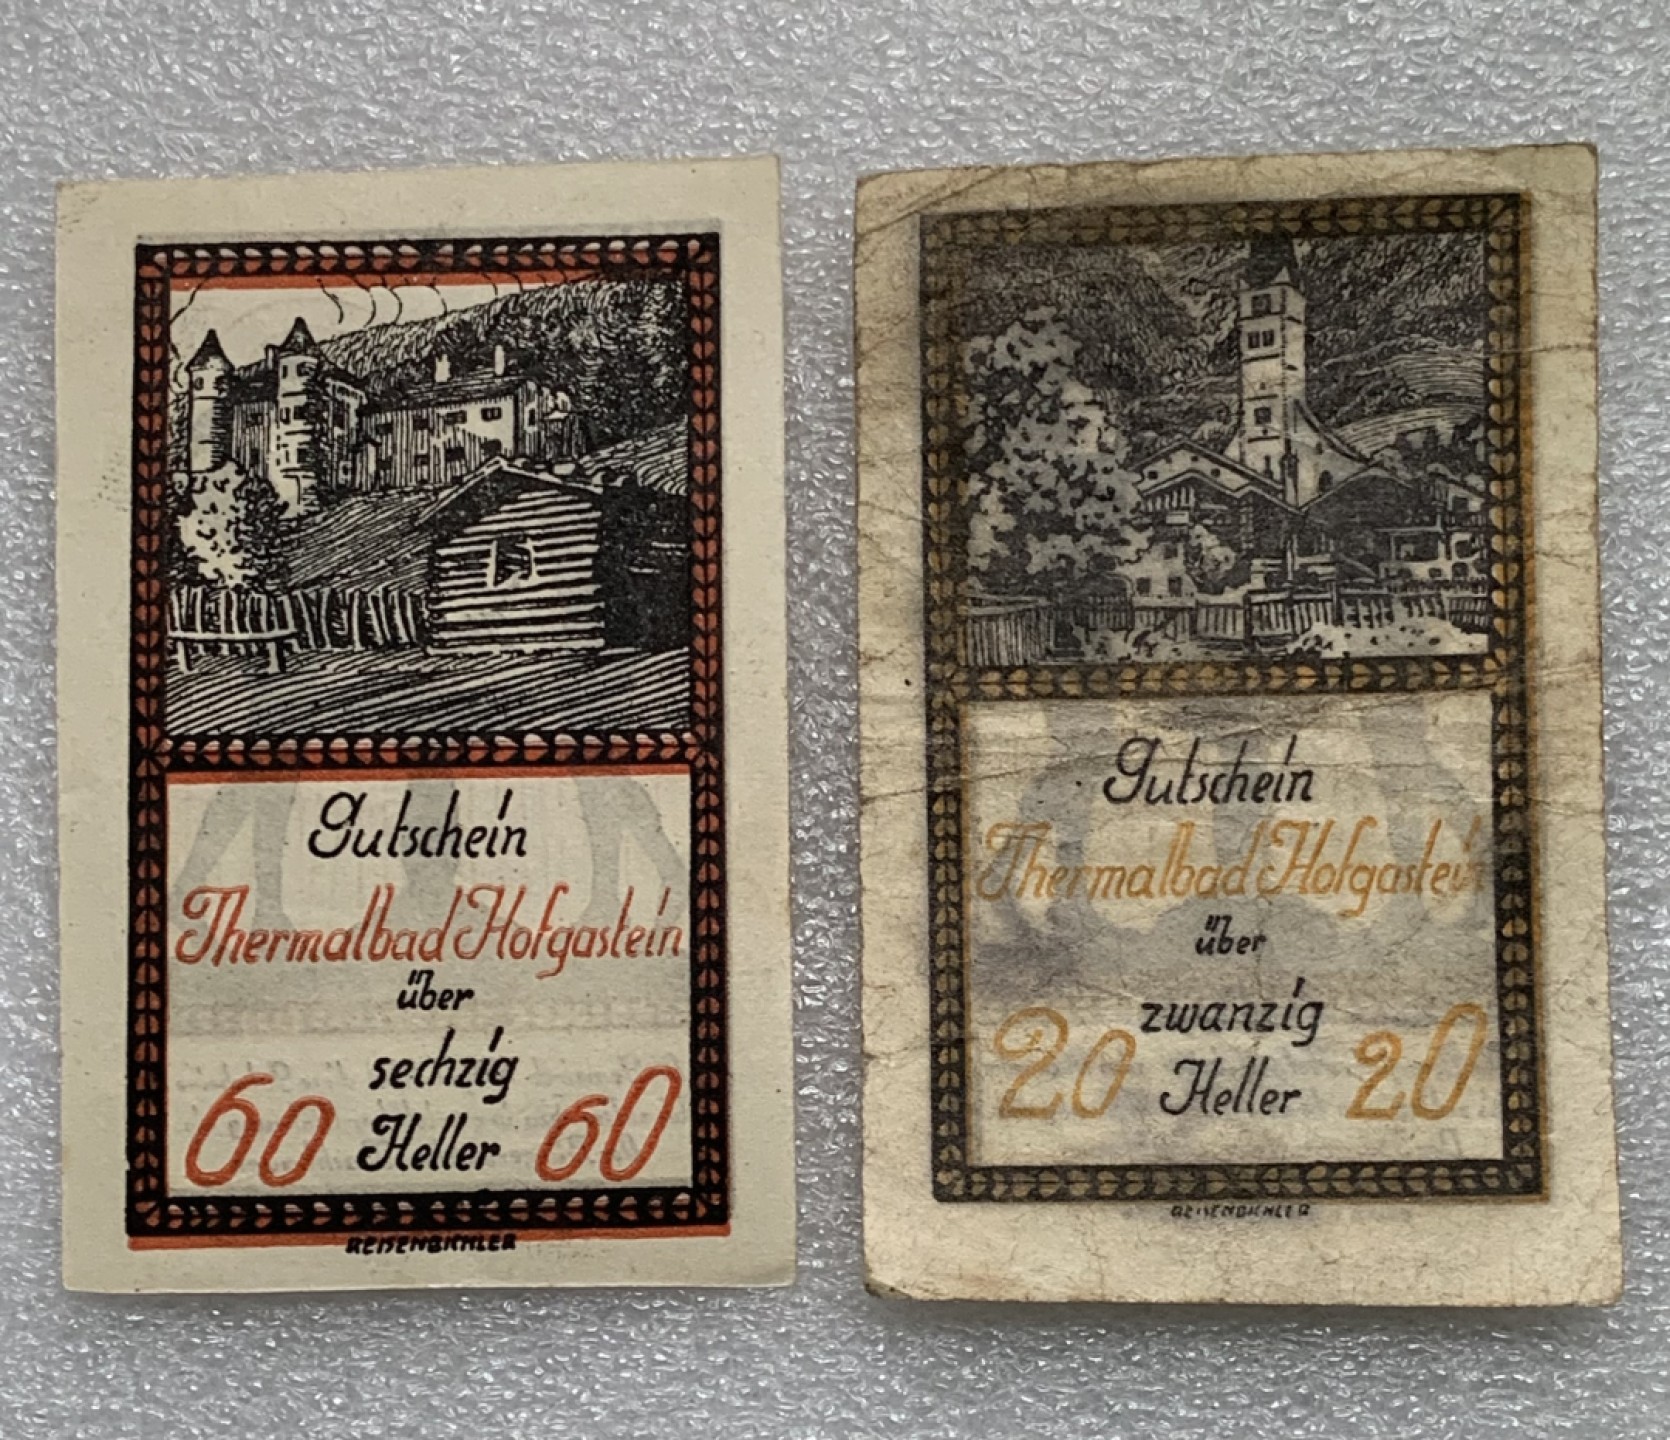 Gutschein
Thermalbad Hofgastein
über
sechzig
60 Heller 60
REISENBICHLER
Gutschein
Thermalbad Hofgastein
über
zwanzig
20 Heller 20
REISENBICHLER